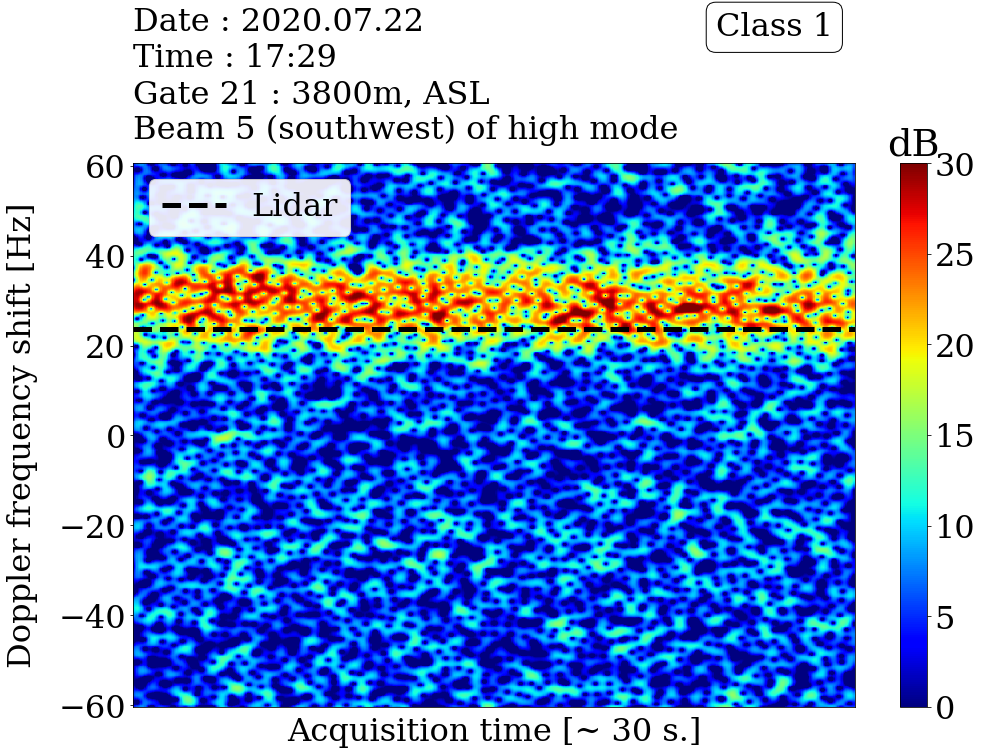 Date : 2020.07.22
Time : 17:29
Gate 21 : 3800m, ASL
Beam 5 (southwest) of high mode
Class 1
dB
60
40
20
0
−20
−40
−60
Doppler frequency shift [Hz]
Lidar
30
25
20
15
10
5
0
Acquisition time [~ 30 s.]